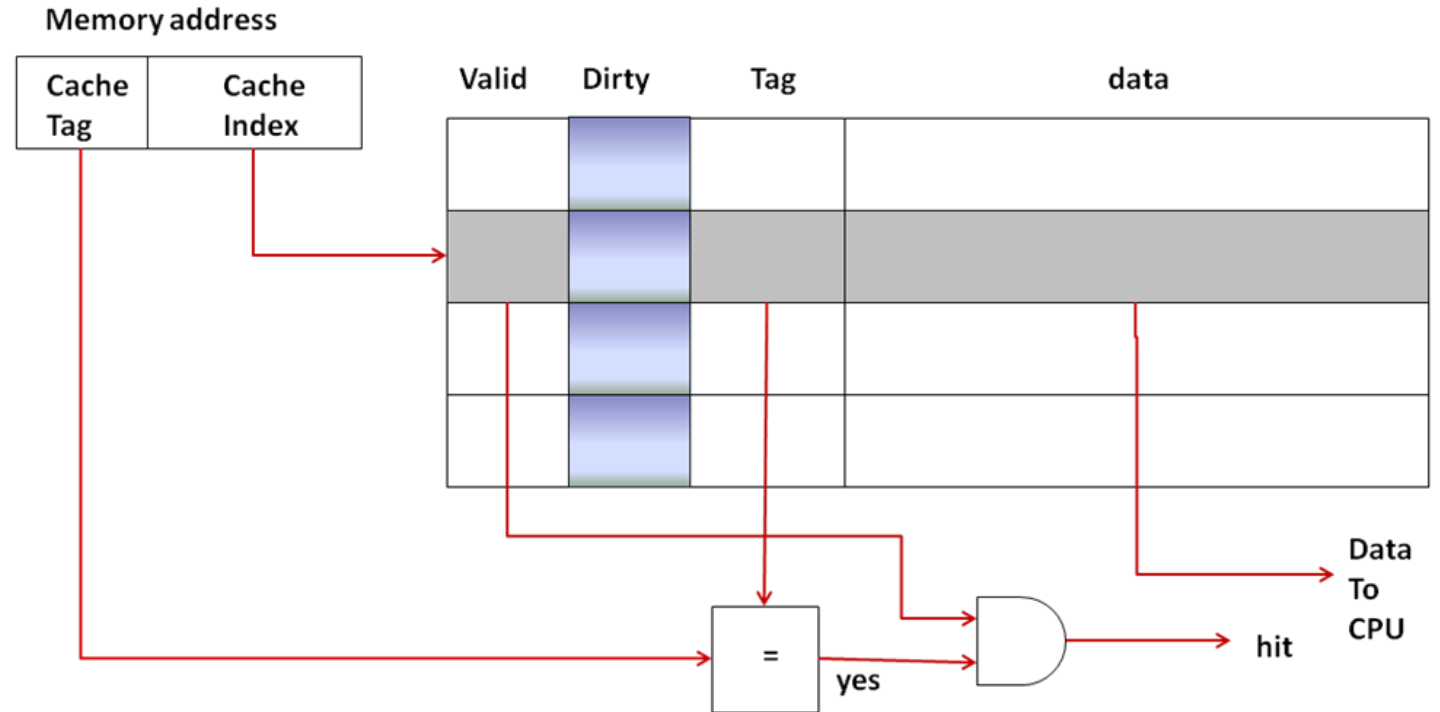 Memory address
Cache Tag
Cache Index
Valid Dirty Tag data
Data
To
CPU
hit
=
yes